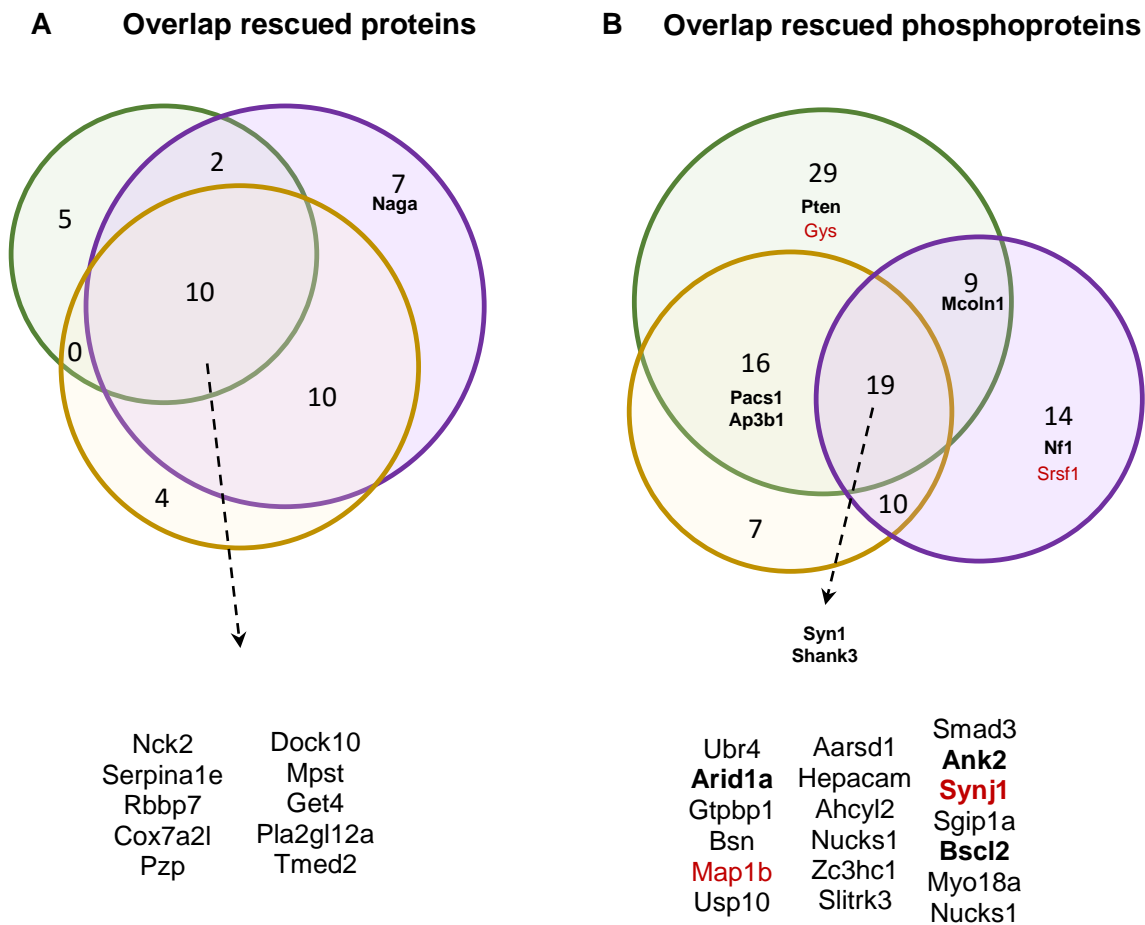 A Overlap rescued proteins
2
7
Naga
5
10
0
10
4
Nck2
Serpina1e
Rbbp7
Cox7a2l
Pzp
Dock10
Mpst
Get4
Pla2gl12a
Tmed2
B Overlap rescued phosphoproteins
29
Pten
Gys
9
Mcoln1
16
Pacs1
Ap3b1
19
14
Nf1
Srsf1
10
7
Syn1
Shank3
Ubr4
Arid1a
Gtpbp1
Bsn
Map1b
Usp10
Aarsd1
Hepacam
Ahcyl2
Nucks1
Zc3hc1
Slitrk3
Smad3
Ank2
Synj1
Sgip1a
Bscl2
Myo18a
Nucks1